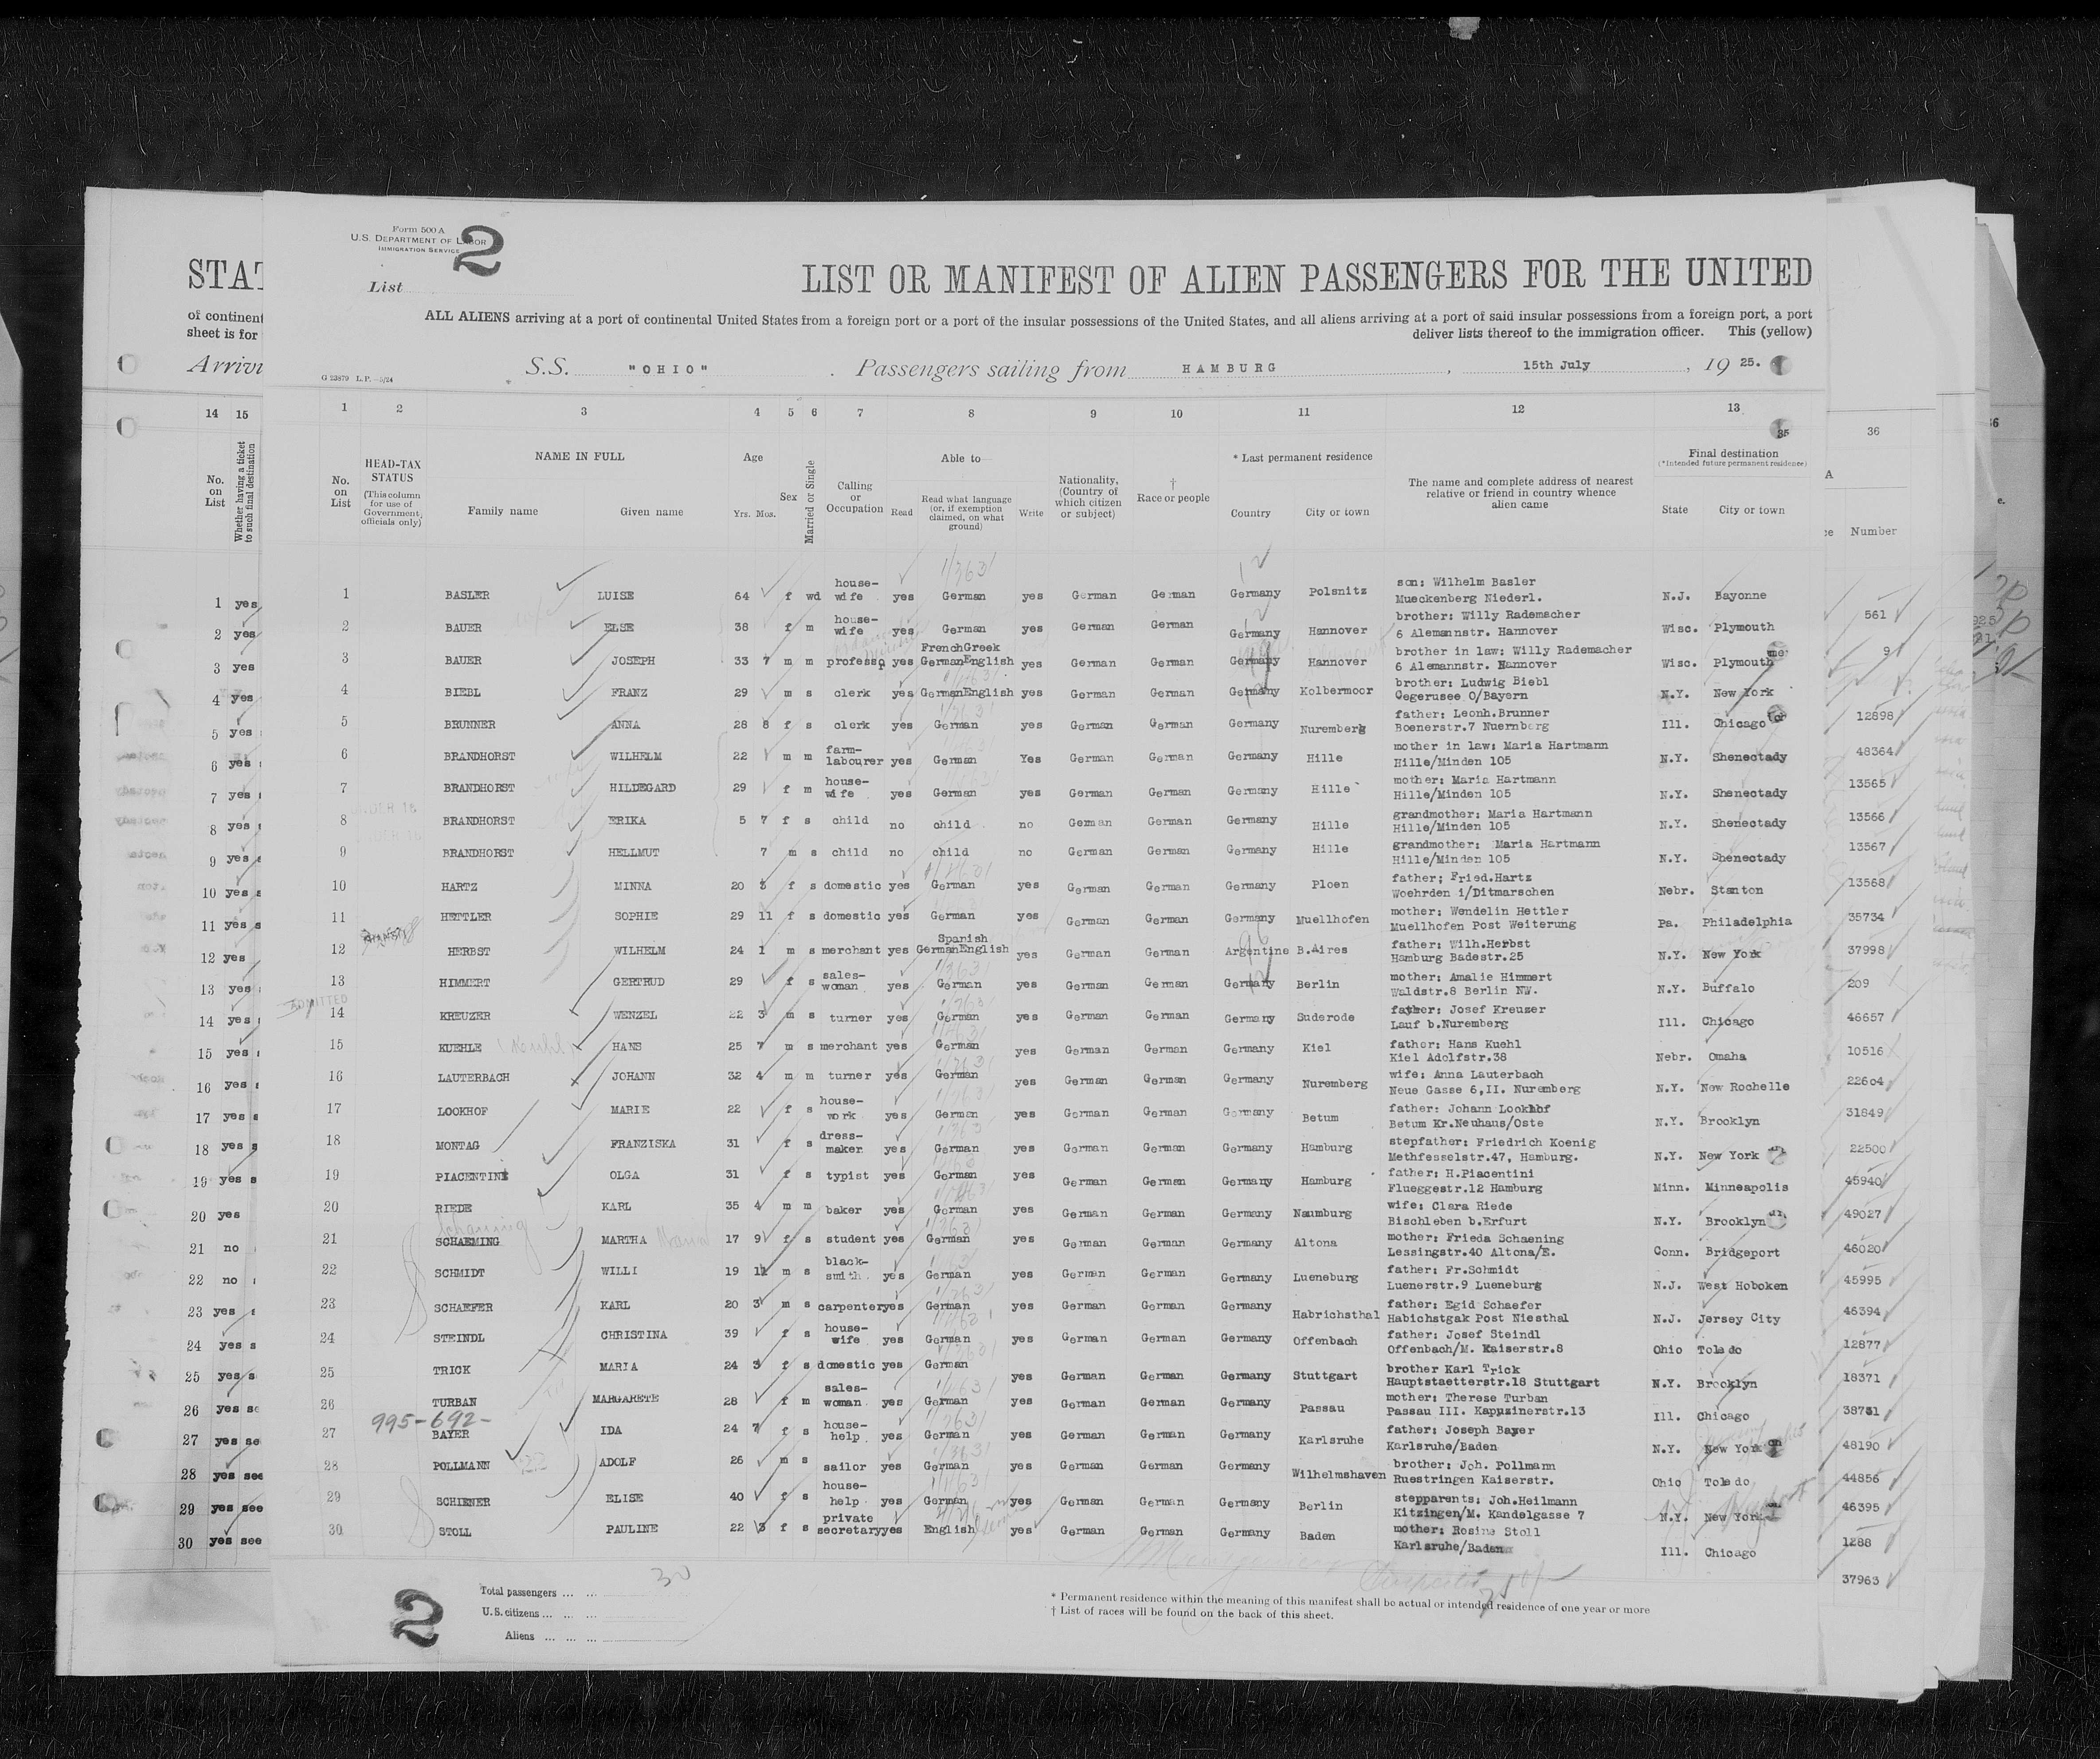 Form 500 A
U.S. DEPARTMENT OF LABOR
IMMIGRATION SERVICE
2
List
STAT
LIST OR MANIFEST OF ALIEN PASSENGERS FOR THE UNITED
of continent
ALL ALIENS arriving at a port of continental United States from a foreign port or a port of the insular possessions of the United States, and all aliens arriving at a port of said insular possessions from a foreign port, a port
sheet is for
deliver lists thereof to the immigration officer. This (yellow)
Arrivi
S.S. "OHIO" . Passengers sailing from HAMBURG , 15th July , 19 25.
G 23879 L.P.—5/24
14 15 1 2 3 4 5 6 7 8 9 10 11 12 13 36
35
No. on List
Whether having a ticket to such final destination
No. on List
HEAD-TAX STATUS
(This column for use of Government officials only)
NAME IN FULL
Family name Given name
Age
Yrs. Mos.
Sex
Married or Single
Calling or Occupation
Able to—
Read
Read what language (or, if exemption claimed, on what ground)
Write
Nationality, (Country of which citizen or subject)
† Race or people
* Last permanent residence
Country City or town
The name and complete address of nearest relative or friend in country whence alien came
Final destination
(*Intended future permanent residence)
State City or town
Number
1 yes 1 BASLER LUISE 64 f wd house-wife yes German yes German German Germany Polsnitz son: Wilhelm Basler Mueckenberg Niederl. N.J. Bayonne
2 yes 2 BAUER ELSE 38 f m house-wife yes German yes German German Germany Hannover brother: Willy Rademacher 6 Alemannstr. Hannover Wisc. Plymouth 561
3 yes 3 BAUER JOSEPH 33 7 m m professo yes FrenchGreek GermanEnglish yes German German Germany Hannover brother in law: Willy Rademacher 6 Alemannstr. Hannover Wisc. Plymouth 9
4 yes 4 BIEBL FRANZ 29 m s clerk yes GermanEnglish yes German German Germany Kolbermoor brother: Ludwig Biebl Oegerusee O/Bayern N.Y. New York
5 yes 5 BRUNNER ANNA 28 8 f s clerk yes German yes German German Germany Nuremberg father: Leonh.Brunner Boenerstr.7 Nuernberg Ill. Chicago 12898
6 yes 6 BRANDHORST WILHELM 22 m m farm-labourer yes German Yes German German Germany Hille mother in law: Maria Hartmann Hille/Minden 105 N.Y. Shenectady 48364
7 yes 7 BRANDHORST HILDEGARD 29 f m house-wife yes German yes German German Germany Hille mother: Maria Hartmann Hille/Minden 105 N.Y. Shenectady 13565
8 yes 8 BRANDHORST ERIKA 5 7 f s child no child no German German Germany Hille grandmother: Maria Hartmann Hille/Minden 105 N.Y. Shenectady 13566
9 yes 9 BRANDHORST HELLMUT 7 m s child no child no German German Germany Hille grandmother: Maria Hartmann Hille/Minden 105 N.Y. Shenectady 13567
10 yes 10 HARTZ MINNA 20 3 f s domestic yes German yes German German Germany Ploen father; Fried.Hartz Woehrden i/Ditmarschen Nebr. Stanton 13568
11 yes 11 HETTLER SOPHIE 29 11 f s domestic yes German yes German German Germany Muellhofen mother: Wendelin Hettler Muellhofen Post Weiterung Pa. Philadelphia 35734
12 yes 12 HERBST WILHELM 24 1 m s merchant yes Spanish GermanEnglish yes German German Argentine B.Aires father: Wilh.Herbst Hamburg Badestr.25 N.Y. New York 37998
13 yes 13 HIMMERT GERTRUD 29 f s sales-woman yes German yes German German Germany Berlin mother: Amalie Himmert Waldstr.8 Berlin NW. N.Y. Buffalo 209
ADMITTED
14 yes 14 KREUZER WENZEL 22 3 m s turner yes German yes German German Germany Suderode father: Josef Kreuzer Lauf b.Nuremberg Ill. Chicago 46657
15 yes 15 KUEHLE HANS 25 7 m s merchant yes German yes German German Germany Kiel father: Hans Kuehl Kiel Adolfstr.38 Nebr. Omaha 10516
16 yes 16 LAUTERBACH JOHANN 32 4 m m turner yes German yes German German Germany Nuremberg wife: Anna Lauterbach Neue Gasse 6,II. Nuremberg N.Y. New Rochelle 22604
17 yes 17 LOOKHOF MARIE 22 f s house-work yes German yes German German Germany Betum father: Johann Lookhof Betum Kr.Neuhaus/Oste N.Y. Brooklyn 31849
18 yes 18 MONTAG FRANZISKA 31 f s dress-maker yes German yes German German Germany Hamburg stepfather: Friedrich Koenig Methfesselstr.47, Hamburg. N.Y. New York 22500
19 yes 19 PIACENTINI OLGA 31 f s typist yes German yes German German Germany Hamburg father: H.Piacentini Flueggestr.12 Hamburg Minn. Minneapolis 45940
20 yes 20 RIEDE KARL 35 4 m m baker yes German yes German German Germany Naumburg wife: Clara Riede Bischleben b.Erfurt N.Y. Brooklyn 49027
21 no 21 SCHAEMING MARTHA 17 9 f s student yes German yes German German Germany Altona mother: Frieda Schaening Lessingstr.40 Altona/E. Conn. Bridgeport 46020
22 no 22 SCHMIDT WILLI 19 11 m s black-smith. yes German yes German German Germany Lueneburg father: Fr.Schmidt Luenerstr.9 Lueneburg N.J. West Hoboken 45995
23 yes 23 SCHAEFER KARL 20 3 m s carpenter yes German yes German German Germany Habrichsthal father: Egid Schaefer Habichstgak Post Niesthal N.J. Jersey City 46394
24 yes 24 STEINDL CHRISTINA 39 f s house-wife yes German yes German German Germany Offenbach father: Josef Steindl Offenbach/M. Kaiserstr.8 Ohio Toledo 12877
25 yes 25 TRICK MARIA 24 3 f s domestic yes German yes German German Germany Stuttgart brother Karl Trick Hauptstaetterstr.18 Stuttgart N.Y. Brooklyn 18371
26 yes 26 TURBAN MARGARETE 28 f m sales-woman yes German yes German German Germany Passau mother: Therese Turban Passau III. Kapuzinerstr.13 Ill. Chicago 38731
995-692-
27 yes 27 BAYER IDA 24 7 f s house-help yes German yes German German Germany Karlsruhe father: Joseph Bayer Karlsruhe/Baden N.Y. New York 48190
28 yes see 28 POLLMANN ADOLF 26 m s sailor yes German yes German German Germany Wilhelmshaven brother: Joh. Pollmann Ruestringen Kaiserstr. Ohio Toledo 44856
29 yes see 29 SCHIENER ELISE 40 f s house-help yes German yes German German Germany Berlin stepparents: Joh.Heilmann Kitzingen/M. Kandelgasse 7 N.Y. New York 46395
30 yes see 30 STOLL PAULINE 22 3 f s private secretary yes English yes German German Germany Baden mother: Rosine Stoll Karlsruhe/Baden Ill. Chicago 1288
37963
2
Total passengers ... ... 30
U.S. citizens ... ... ...
Aliens ... ... ...
* Permanent residence within the meaning of this manifest shall be actual or intended residence of one year or more
† List of races will be found on the back of this sheet.